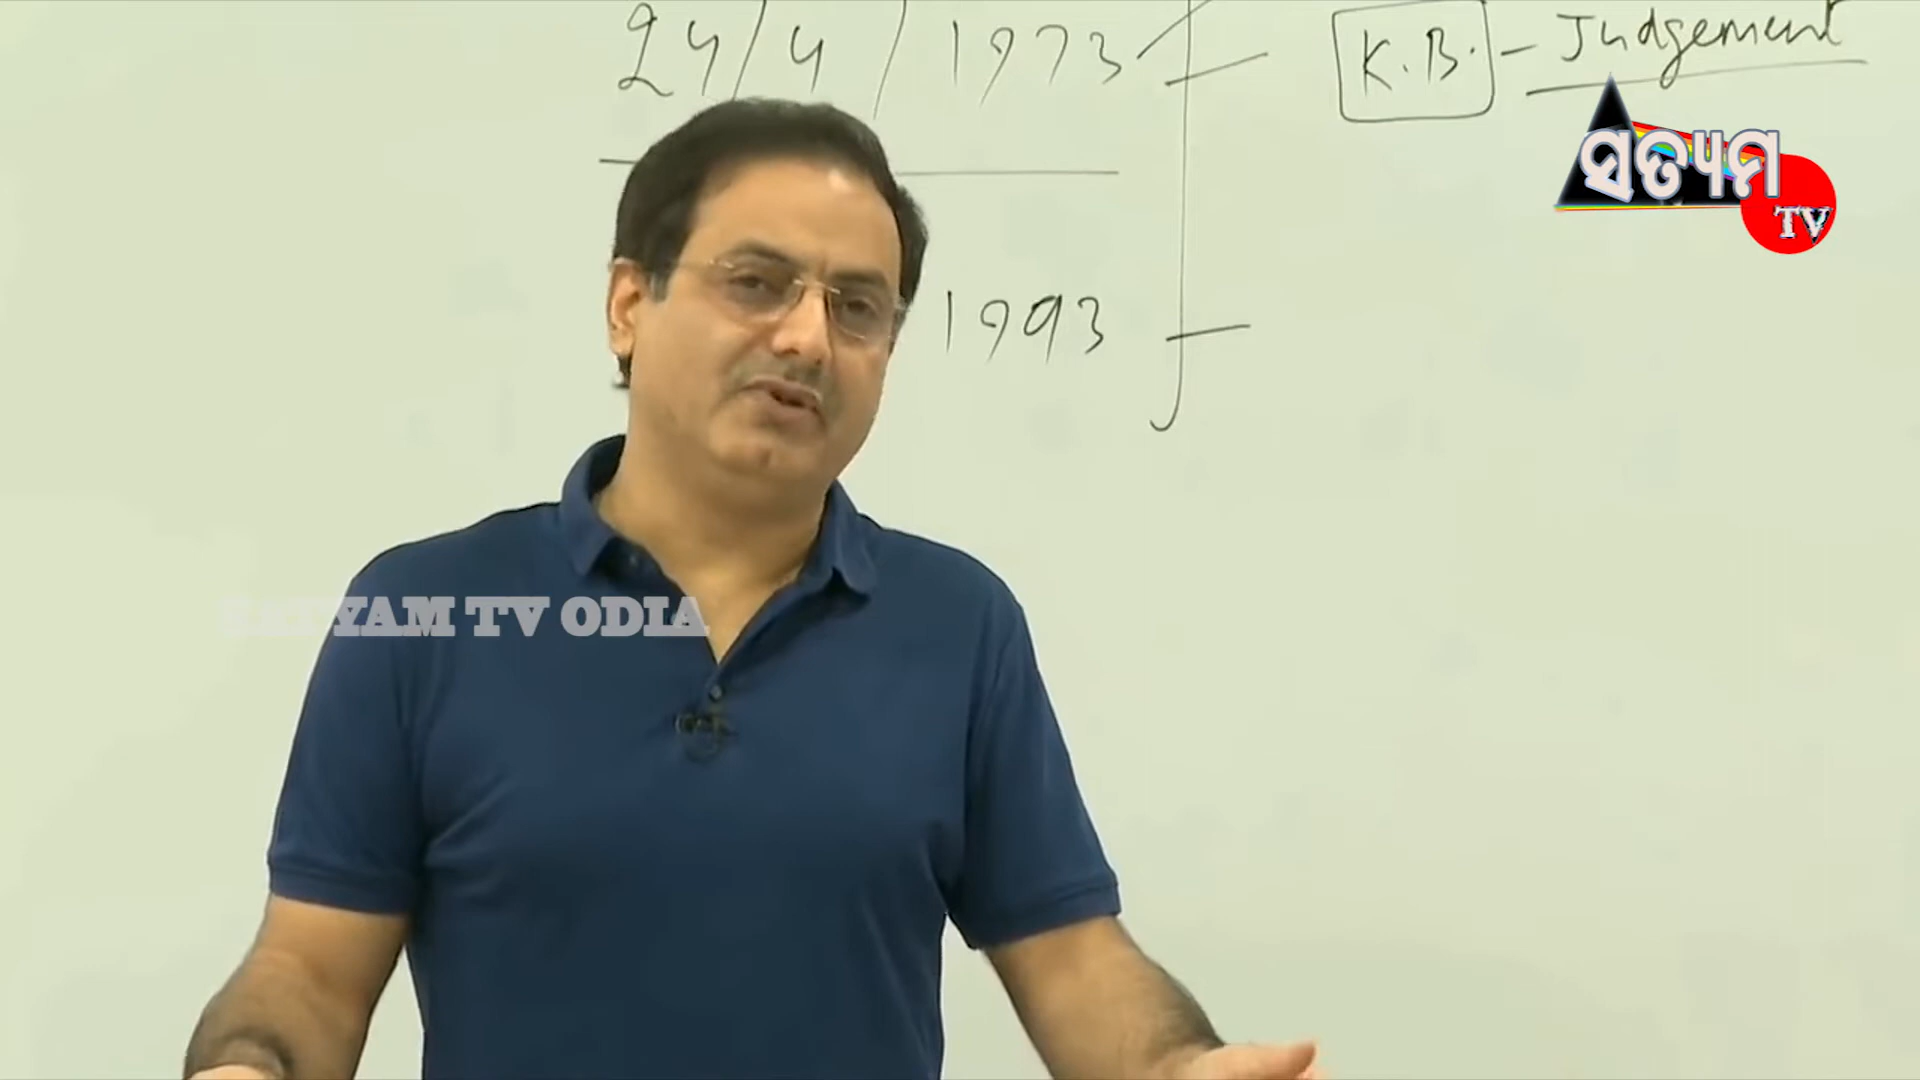 24/4/1973 - K.B. - Judgement
ସତ୍ୟମ
TV
1993 -
SATYAM TV ODIA